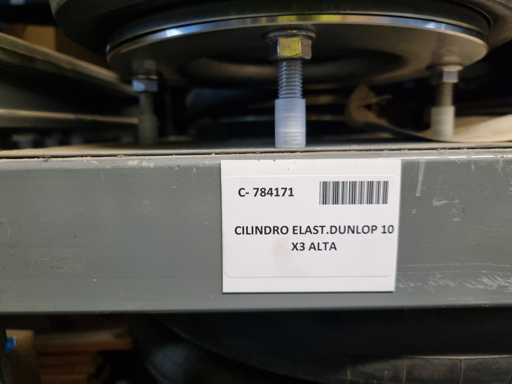 C- 784171
CILINDRO ELAST.DUNLOP 10
X3 ALTA